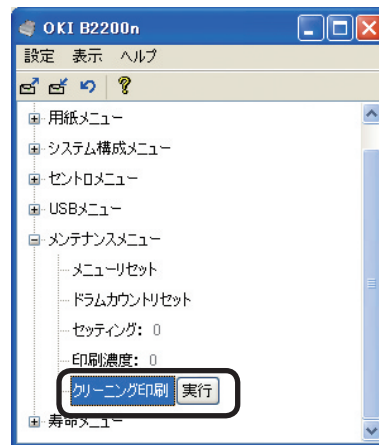 OKI B2200n
設定 表示 ヘルプ
用紙メニュー
システム構成メニュー
セントロメニュー
USBメニュー
メンテナンスメニュー
メニューリセット
ドラムカウントリセット
セッティング: 0
印刷濃度: 0
クリーニング印刷 実行
寿命メニュー